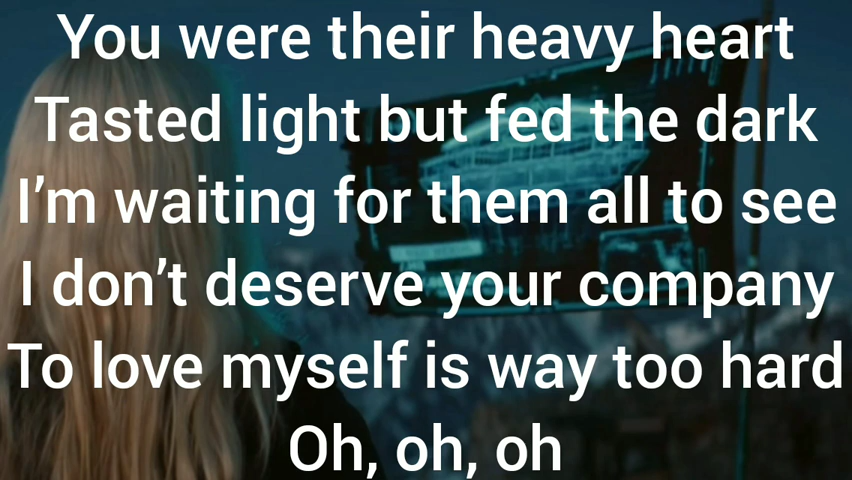 You were their heavy heart
Tasted light but fed the dark
I'm waiting for them all to see
I don't deserve your company
To love myself is way too hard
Oh, oh, oh